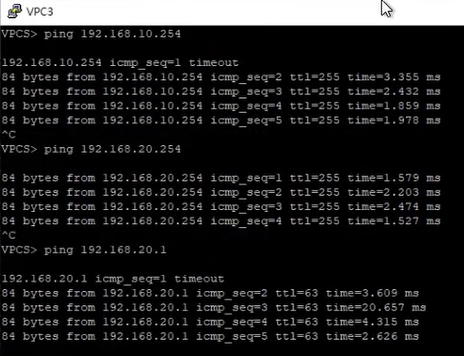 VPC3
VPCS> ping 192.168.10.254
192.168.10.254 icmp_seq=1 timeout
84 bytes from 192.168.10.254 icmp_seq=2 ttl=255 time=3.355 ms
84 bytes from 192.168.10.254 icmp_seq=3 ttl=255 time=2.432 ms
84 bytes from 192.168.10.254 icmp_seq=4 ttl=255 time=1.859 ms
84 bytes from 192.168.10.254 icmp_seq=5 ttl=255 time=1.978 ms
^C
VPCS> ping 192.168.20.254
84 bytes from 192.168.20.254 icmp_seq=1 ttl=255 time=1.579 ms
84 bytes from 192.168.20.254 icmp_seq=2 ttl=255 time=2.203 ms
84 bytes from 192.168.20.254 icmp_seq=3 ttl=255 time=2.474 ms
84 bytes from 192.168.20.254 icmp_seq=4 ttl=255 time=1.527 ms
^C
VPCS> ping 192.168.20.1
192.168.20.1 icmp_seq=1 timeout
84 bytes from 192.168.20.1 icmp_seq=2 ttl=63 time=3.609 ms
84 bytes from 192.168.20.1 icmp_seq=3 ttl=63 time=20.657 ms
84 bytes from 192.168.20.1 icmp_seq=4 ttl=63 time=4.315 ms
84 bytes from 192.168.20.1 icmp_seq=5 ttl=63 time=2.626 ms